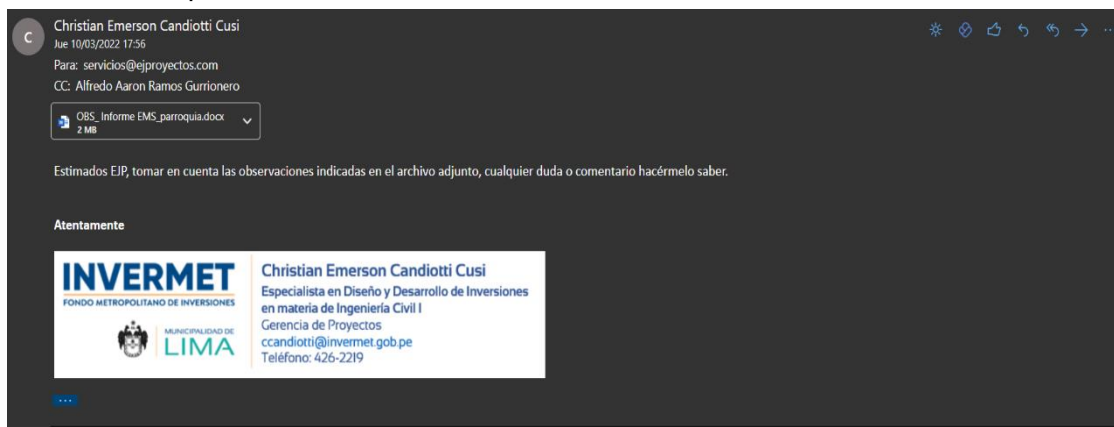 C
Christian Emerson Candiotti Cusi
Jue 10/03/2022 17:56
Para: servicios@ejproyectos.com
CC: Alfredo Aaron Ramos Gurrionero
OBS_ Informe EMS_parroquia.docx
2 MB
Estimados EJP, tomar en cuenta las observaciones indicadas en el archivo adjunto, cualquier duda o comentario hacérmelo saber.
Atentamente
INVERMET
FONDO METROPOLITANO DE INVERSIONES
MUNICIPALIDAD DE
LIMA
Christian Emerson Candiotti Cusi
Especialista en Diseño y Desarrollo de Inversiones
en materia de Ingeniería Civil I
Gerencia de Proyectos
ccandiotti@invermet.gob.pe
Teléfono: 426-2219